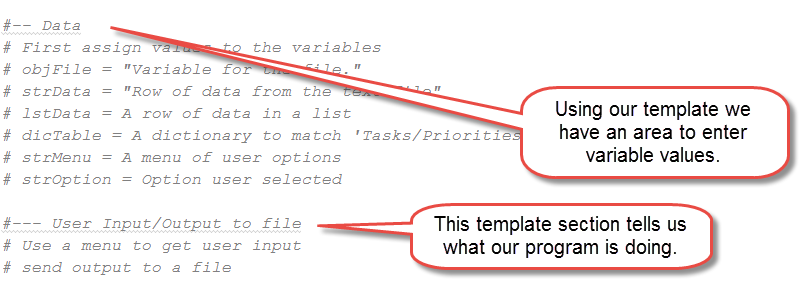 #-- Data
# First assign values to the variables
# objFile = "Variable for the file."
# strData = "Row of data from the text file"
# lstData = A row of data in a list
# dicTable = A dictionary to match 'Tasks/Priorities
# strMenu = A menu of user options
# strOption = Option user selected
Using our template we
have an area to enter
variable values.
#--- User Input/Output to file
# Use a menu to get user input
# send output to a file
This template section tells us
what our program is doing.